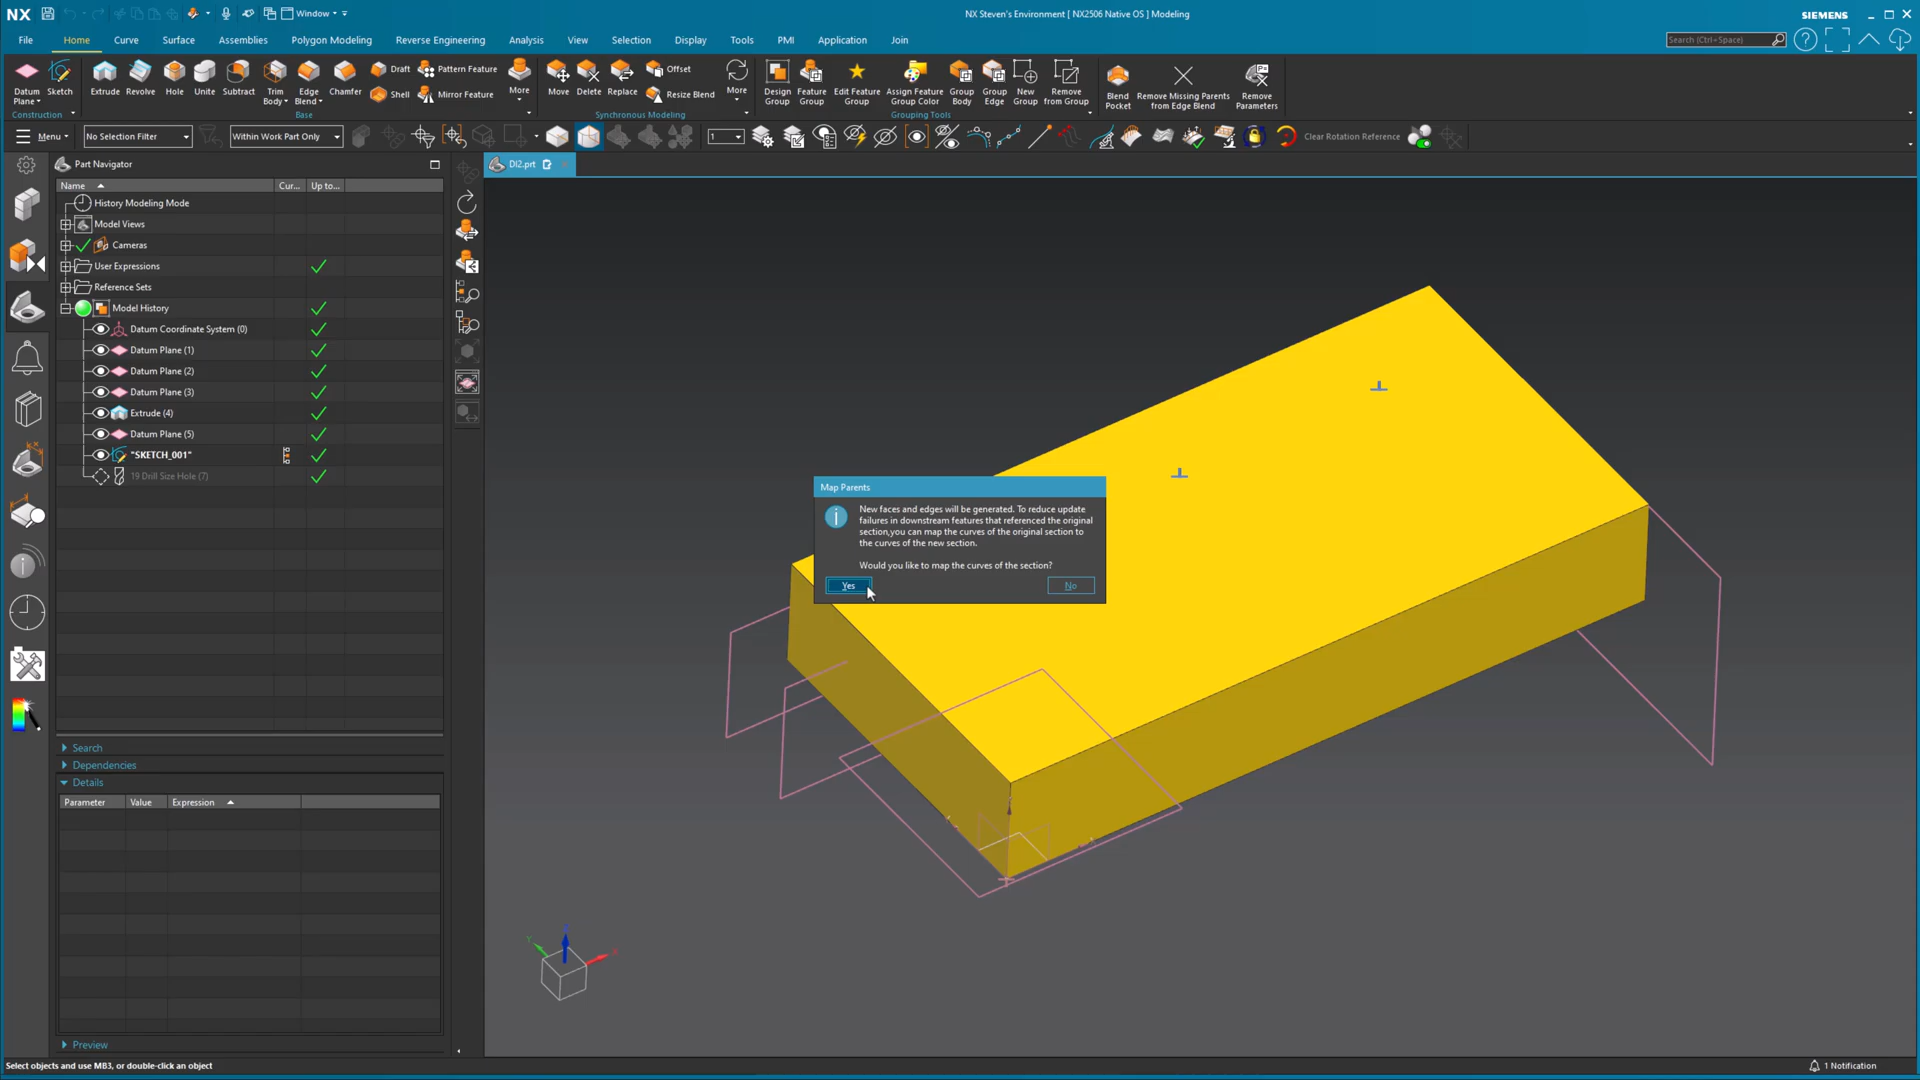 NX
Window
NX Steven's Environment [ NX2506 Native OS ] Modeling
SIEMENS
File Home Curve Surface Assemblies Polygon Modeling Reverse Engineering Analysis View Selection Display Tools PMI Application Join
Search (Ctrl+Space)
Datum Plane
Sketch
Extrude
Revolve
Hole
Unite
Subtract
Trim Body
Edge Blend
Chamfer
Draft
Shell
Pattern Feature
Mirror Feature
More
Move
Delete
Replace
Offset
Resize Blend
More
Design Group
Feature Group
Edit Feature Group
Assign Feature Group Color
Group Body
Group Edge
New Group
Remove from Group
Blend Pocket
Remove Missing Parents from Edge Blend
Remove Parameters
Construction
Base
Synchronous Modeling
Grouping Tools
Menu
No Selection Filter
Within Work Part Only
1
Clear Rotation Reference
Part Navigator
DI2.prt
Name Cur... Up to...
History Modeling Mode
Model Views
Cameras
User Expressions
Reference Sets
Model History
Datum Coordinate System (0)
Datum Plane (1)
Datum Plane (2)
Datum Plane (3)
Extrude (4)
Datum Plane (5)
"SKETCH_001"
19 Drill Size Hole (7)
Map Parents
New faces and edges will be generated. To reduce update
failures in downstream features that referenced the original
section,you can map the curves of the original section to
the curves of the new section.
Would you like to map the curves of the section?
Yes No
Search
Dependencies
Details
Parameter Value Expression
Preview
Select objects and use MB3, or double-click an object
1 Notification